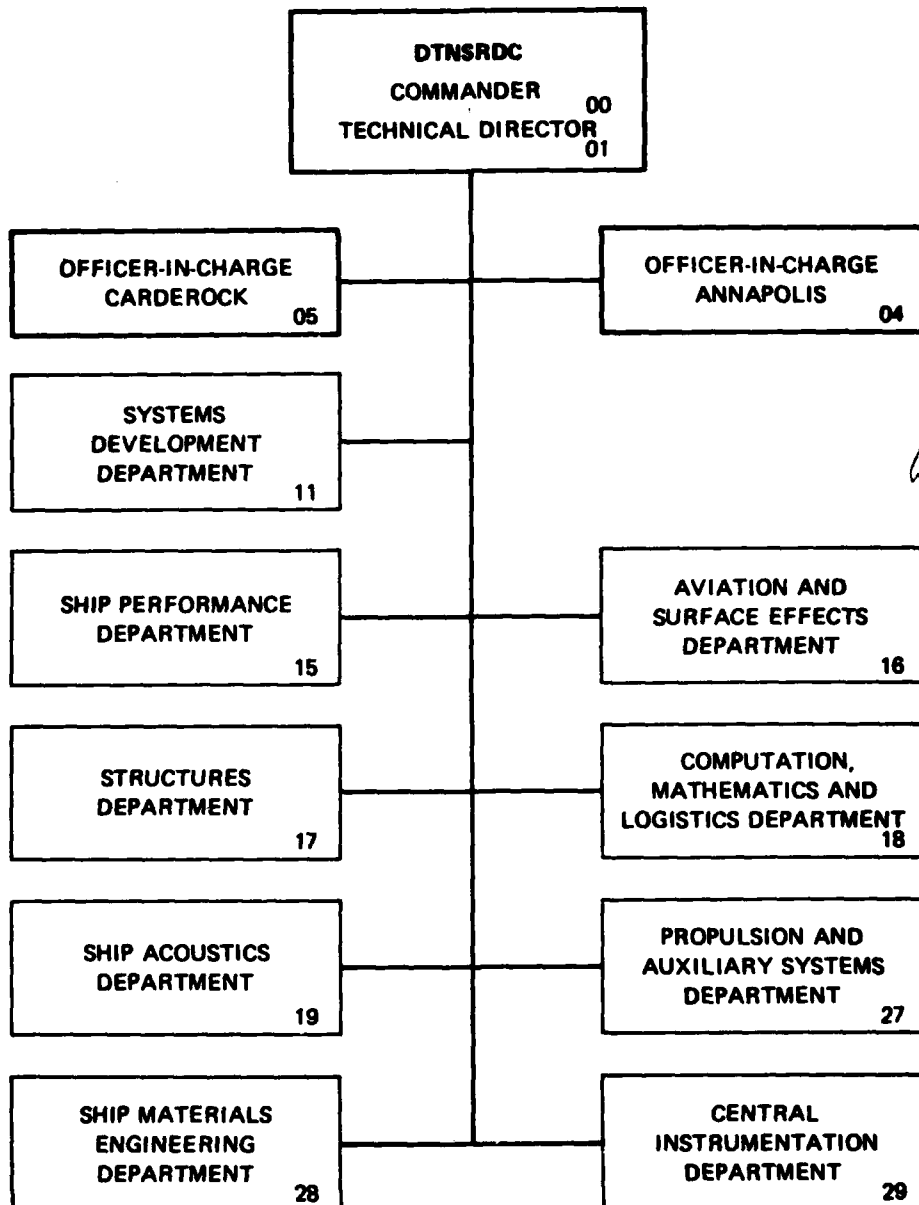 DTNSRDC
COMMANDER 00
TECHNICAL DIRECTOR 01
OFFICER-IN-CHARGE
CARDEROCK
05
OFFICER-IN-CHARGE
ANNAPOLIS
04
SYSTEMS
DEVELOPMENT
DEPARTMENT
11
SHIP PERFORMANCE
DEPARTMENT
15
AVIATION AND
SURFACE EFFECTS
DEPARTMENT
16
STRUCTURES
DEPARTMENT
17
COMPUTATION,
MATHEMATICS AND
LOGISTICS DEPARTMENT
18
SHIP ACOUSTICS
DEPARTMENT
19
PROPULSION AND
AUXILIARY SYSTEMS
DEPARTMENT
27
SHIP MATERIALS
ENGINEERING
DEPARTMENT
28
CENTRAL
INSTRUMENTATION
DEPARTMENT
29